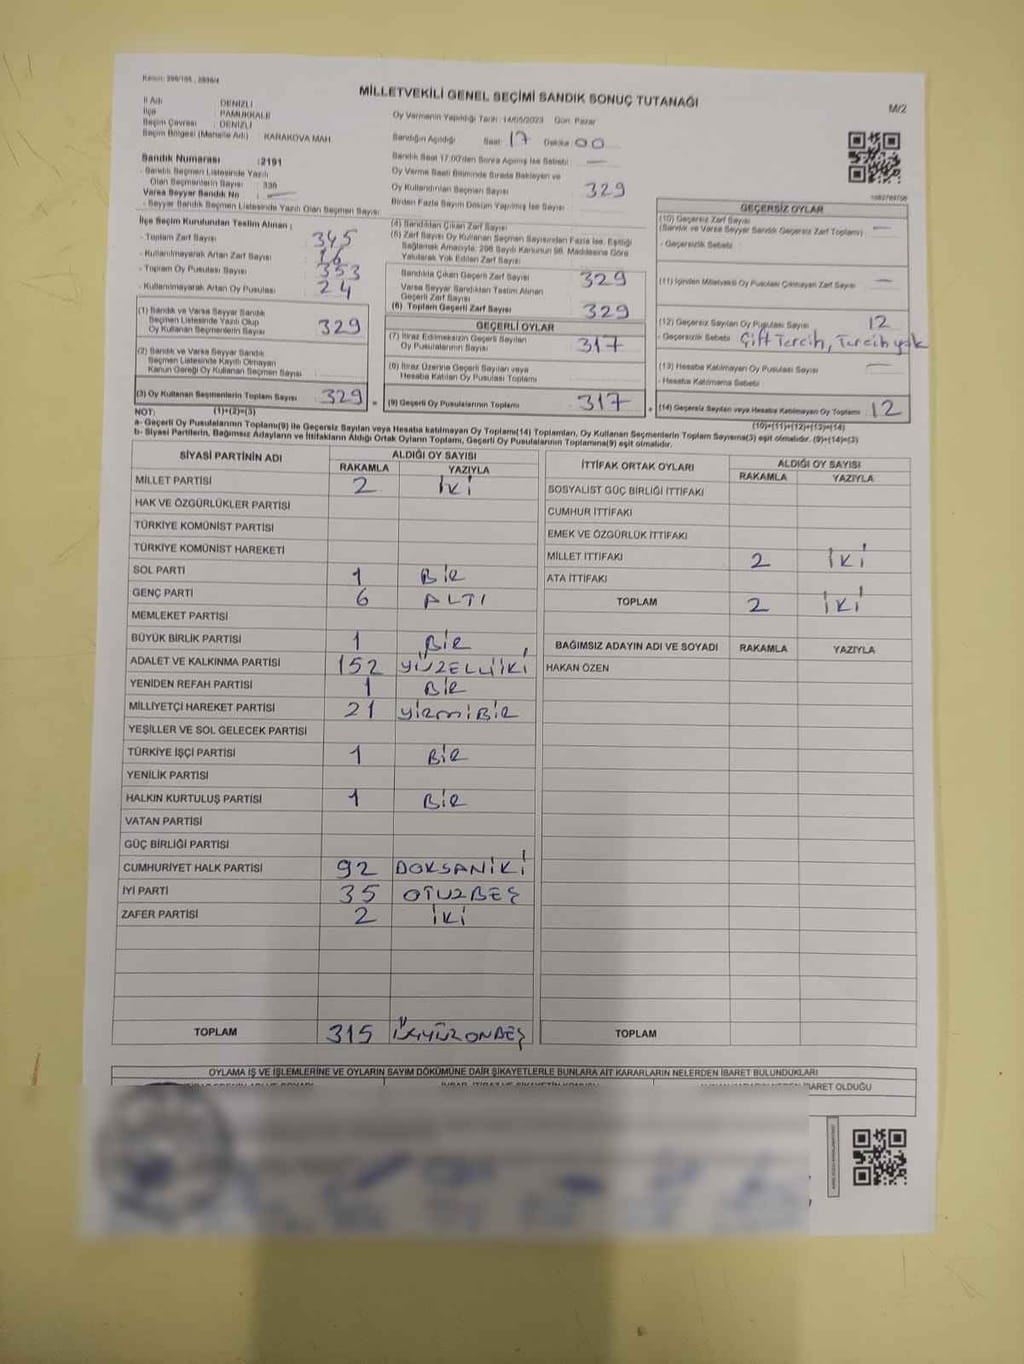 MİLLETVEKİLİ GENEL SEÇİMİ SANDIK SONUÇ TUTANAĞI
M/2
İl Adı : DENİZLİ
İlçe : PAMUKKALE
Seçim Çevresi : DENİZLİ
Seçim Bölgesi (Mahalle Adı) : KARAKOVA MAH.
Sandık Numarası : 2191
- Sandık Seçmen Listesinde Yazılı
Olan Seçmenlerin Sayısı
Varsa Seyyar Sandık No
- Seyyar Sandık Seçmen Listesinde Yazılı Olan Seçmen Sayısı
Oy Vermenin Yapıldığı Tarih : 14/05/2023 Gün: Pazar
Sandığın Açıldığı Saat 17 Dakika 00
Sandık Saat 17.00'den Sonra Açılmış İse Sebebi :
Oy Verme Saati Bitiminde Sırada Bekleyen ve
Oy Kullandırılan Seçmen Sayısı 329
Birden Fazla Sayım Döküm Yapılmış İse Sayısı
İlçe Seçim Kurulundan Teslim Alınan :
- Toplam Zarf Sayısı 345
- Kullanılmayarak Artan Zarf Sayısı 16
- Toplam Oy Pusulası Sayısı 353
- Kullanılmayarak Artan Oy Pusulası 24
(1) Sandık ve Varsa Seyyar Sandık
Seçmen Listesinde Yazılı Olup
Oy Kullanan Seçmenlerin Sayısı 329
(2) Sandık ve Varsa Seyyar Sandık
Seçmen Listesinde Kayıtlı Olmayan
Kanun Gereği Oy Kullanan Seçmen Sayısı
(3) Oy Kullanan Seçmenlerin Toplam Sayısı 329
(1)+(2)=(3)
(4) Sandıktan Çıkan Zarf Sayısı
(5) Zarf Sayısı Oy Kullanan Seçmen Sayısından Fazla İse, Eşitliği
Sağlamak Amacıyla, 298 Sayılı Kanunun 98. Maddesine Göre
Yakılarak Yok Edilen Zarf Sayısı
Sandıkta Çıkan Geçerli Zarf Sayısı 329
Varsa Seyyar Sandıktan Teslim Alınan
Geçerli Zarf Sayısı
(6) Toplam Geçerli Zarf Sayısı 329
GEÇERLİ OYLAR
(7) İtiraz Edilmeksizin Geçerli Sayılan
Oy Pusulalarının Sayısı 317
(8) İtiraz Üzerine Geçerli Sayılan veya
Hesaba Katılan Oy Pusulası Toplamı
(9) Geçerli Oy Pusulalarının Toplamı 317
GEÇERSİZ OYLAR
(10) Geçersiz Zarf Sayısı
(Sandık ve Varsa Seyyar Sandık Geçersiz Zarf Toplamı)
- Geçersizlik Sebebi
(11) İçinden Milletvekili Oy Pusulası Çıkmayan Zarf Sayısı
(12) Geçersiz Sayılan Oy Pusulası Sayısı 12
- Geçersizlik Sebebi Çift Tercih, Tercih yok
(13) Hesaba Katılmayan Oy Pusulası Sayısı
- Hesaba Katılmama Sebebi
(14) Geçersiz Sayılan veya Hesaba Katılmayan Oy Toplamı 12
(10)+(11)+(12)+(13)=(14)
NOT:
a- Geçerli Oy Pusulaları Toplamı(9) ile Geçersiz Sayılan veya Hesaba Katılmayan Oy Toplamı(14) Toplamları, Oy Kullanan Seçmenlerin Toplam Sayısına(3) eşit olmalıdır. (9)+(14)=(3)
b- Siyasi Partilerin, Bağımsız Adayların ve İttifakların Aldığı Ortak Oyların Toplamı, Geçerli Oy Pusulalarının Toplamına(9) eşit olmalıdır.
SİYASİ PARTİNİN ADI ALDIĞI OY SAYISI
RAKAMLA YAZIYLA
MİLLET PARTİSİ 2 İKİ
HAK VE ÖZGÜRLÜKLER PARTİSİ
TÜRKİYE KOMÜNİST PARTİSİ
TÜRKİYE KOMÜNİST HAREKETİ
SOL PARTİ 1 BİR
GENÇ PARTİ 6 ALTI
MEMLEKET PARTİSİ
BÜYÜK BİRLİK PARTİSİ 1 BİR
ADALET VE KALKINMA PARTİSİ 152 YÜZELLİİKİ
YENİDEN REFAH PARTİSİ 1 BİR
MİLLİYETÇİ HAREKET PARTİSİ 21 YİRMİBİR
YEŞİLLER VE SOL GELECEK PARTİSİ
TÜRKİYE İŞÇİ PARTİSİ 1 BİR
YENİLİK PARTİSİ
HALKIN KURTULUŞ PARTİSİ 1 BİR
VATAN PARTİSİ
GÜÇ BİRLİĞİ PARTİSİ
CUMHURİYET HALK PARTİSİ 92 DOKSANİKİ
İYİ PARTİ 35 OTUZBEŞ
ZAFER PARTİSİ 2 İKİ
TOPLAM 315 ÜÇYÜZONBEŞ
İTTİFAK ORTAK OYLARI ALDIĞI OY SAYISI
RAKAMLA YAZIYLA
SOSYALİST GÜÇ BİRLİĞİ İTTİFAKI
CUMHUR İTTİFAKI
EMEK VE ÖZGÜRLÜK İTTİFAKI
MİLLET İTTİFAKI 2 İKİ
ATA İTTİFAKI
TOPLAM 2 İKİ
BAĞIMSIZ ADAYIN ADI VE SOYADI RAKAMLA YAZIYLA
HAKAN ÖZEN
TOPLAM
OYLAMA İŞ VE İŞLEMLERİNE VE OYLARIN SAYIM DÖKÜMÜNE DAİR ŞİKAYETLERLE BUNLARA AİT KARARLARIN NELERDEN İBARET BULUNDUKLARI
İBARET OLDUĞU